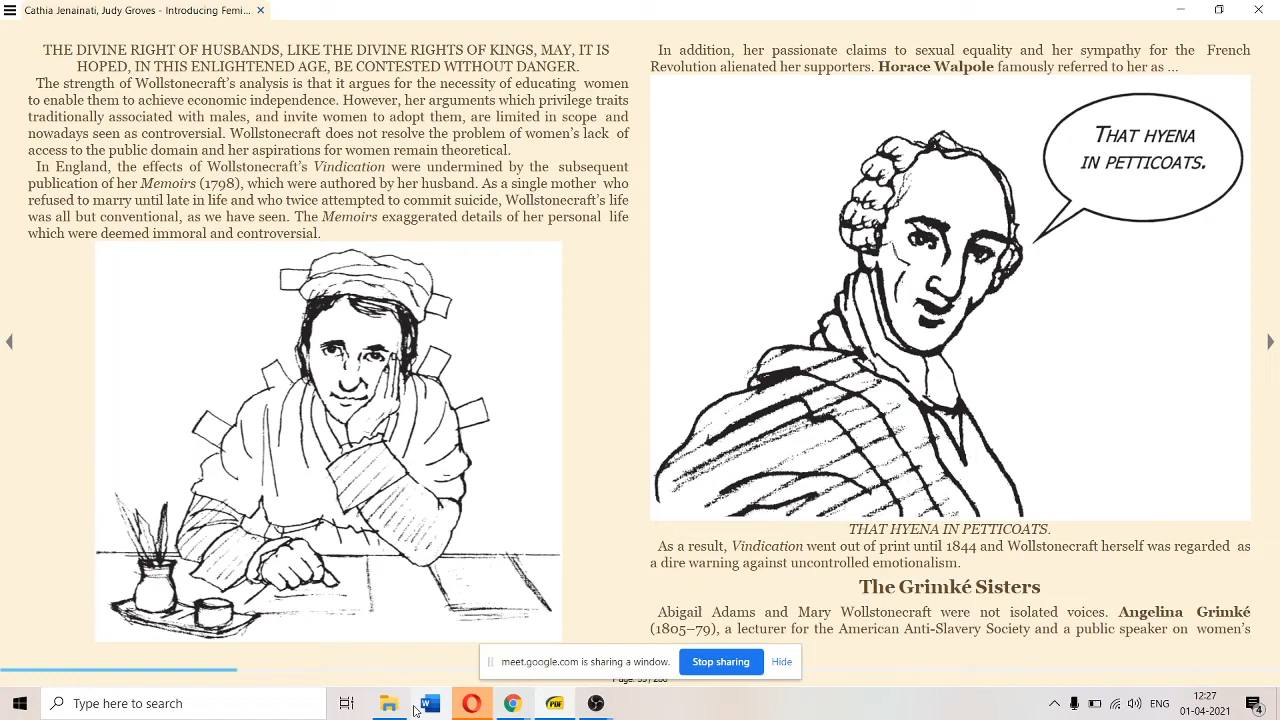 Cathia Jenainati, Judy Groves - Introducing Femi...
THE DIVINE RIGHT OF HUSBANDS, LIKE THE DIVINE RIGHTS OF KINGS, MAY, IT IS
HOPED, IN THIS ENLIGHTENED AGE, BE CONTESTED WITHOUT DANGER.
The strength of Wollstonecraft's analysis is that it argues for the necessity of educating women
to enable them to achieve economic independence. However, her arguments which privilege traits
traditionally associated with males, and invite women to adopt them, are limited in scope and
nowadays seen as controversial. Wollstonecraft does not resolve the problem of women's lack of
access to the public domain and her aspirations for women remain theoretical.
In England, the effects of Wollstonecraft's Vindication were undermined by the subsequent
publication of her Memoirs (1798), which were authored by her husband. As a single mother who
refused to marry until late in life and who twice attempted to commit suicide, Wollstonecraft's life
was all but conventional, as we have seen. The Memoirs exaggerated details of her personal life
which were deemed immoral and controversial.
In addition, her passionate claims to sexual equality and her sympathy for the French
Revolution alienated her supporters. Horace Walpole famously referred to her as ...
THAT HYENA
IN PETTICOATS.
THAT HYENA IN PETTICOATS.
As a result, Vindication went out of print until 1844 and Wollstonecraft herself was regarded as
a dire warning against uncontrolled emotionalism.
The Grimké Sisters
Abigail Adams and Mary Wollstoncraft were not isolated voices. Angelina Grimké
(1805–79), a lecturer for the American Anti-Slavery Society and a public speaker on women's
meet.google.com is sharing a window.
Stop sharing
Hide
Type here to search
W
PDF
ENG
12:27
01-04-2021
4